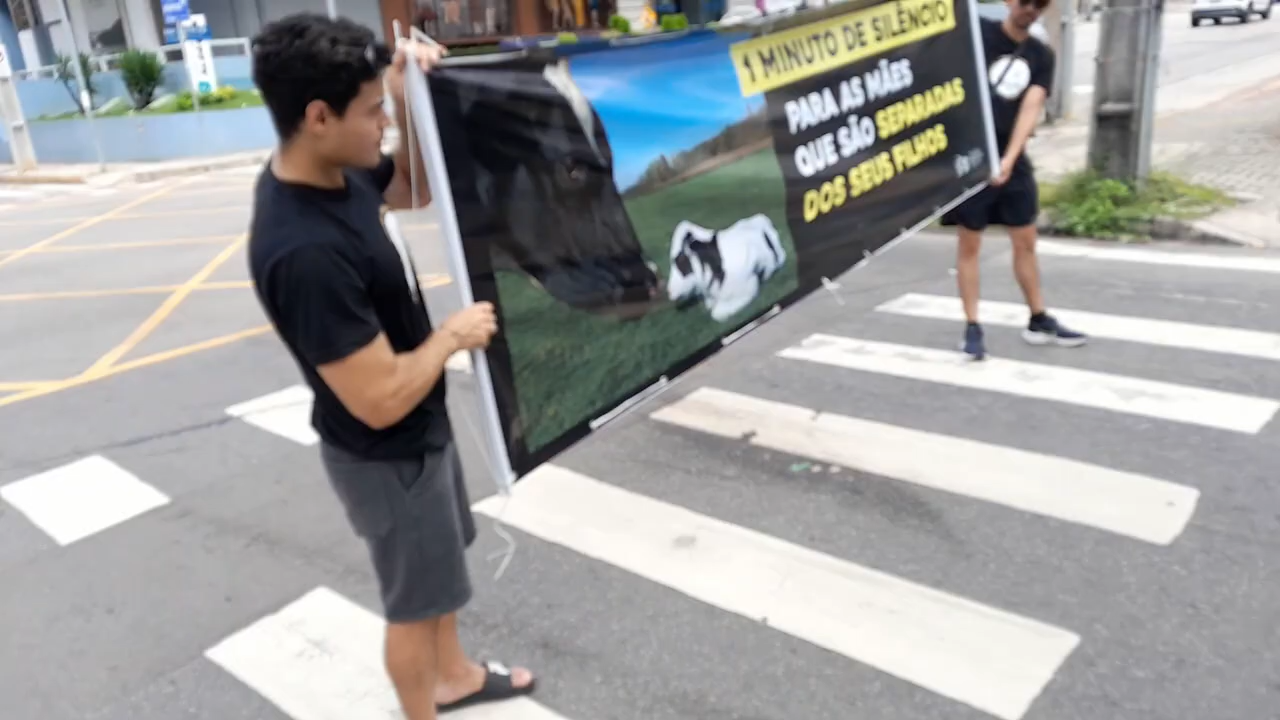 1 MINUTO DE SILÊNCIO
PARA AS MÃES
QUE SÃO SEPARADAS
DOS SEUS FILHOS